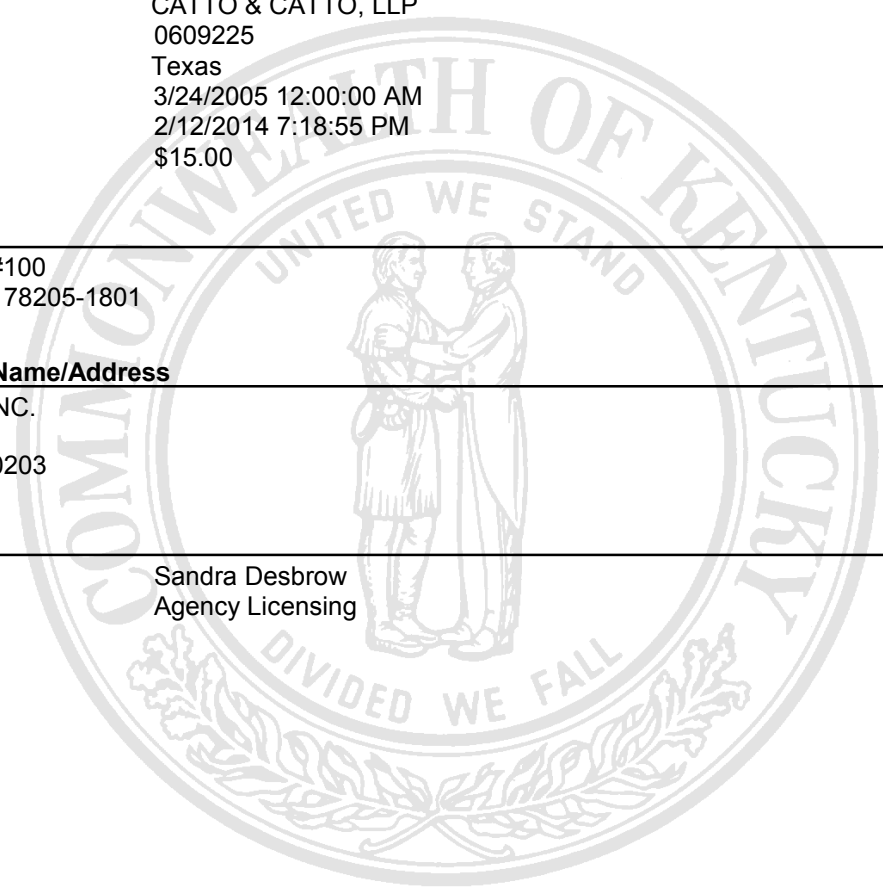 CATTO & CATTO, LLP
0609225
Texas
3/24/2005 12:00:00 AM
2/12/2014 7:18:55 PM
$15.00
#100
78205-1801
Name/Address
NC.
0203
Sandra Desbrow
Agency Licensing
COMMONWEALTH OF KENTUCKY
UNITED WE STAND
DIVIDED WE FALL